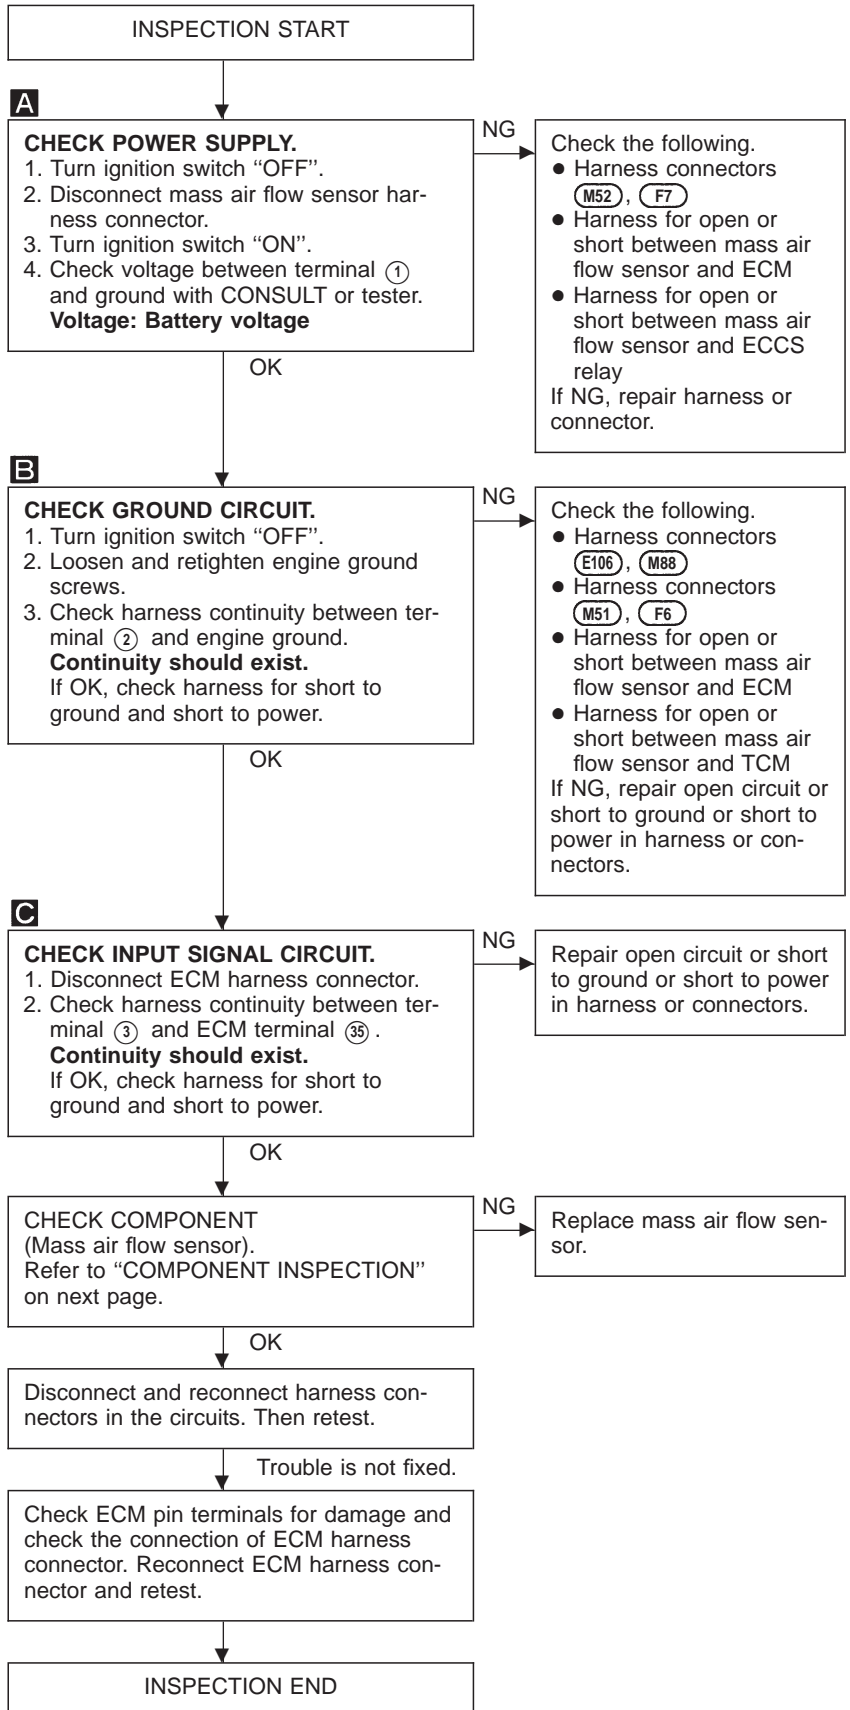 INSPECTION START
A
CHECK POWER SUPPLY.
1. Turn ignition switch “OFF’’.
2. Disconnect mass air flow sensor har-
ness connector.
3. Turn ignition switch ‘‘ON’’.
4. Check voltage between terminal ①
and ground with CONSULT or tester.
Voltage: Battery voltage
NG
Check the following.
● Harness connectors
M52, F7
● Harness for open or
short between mass air
flow sensor and ECM
● Harness for open or
short between mass air
flow sensor and ECCS
relay
If NG, repair harness or
connector.
OK
B
CHECK GROUND CIRCUIT.
1. Turn ignition switch “OFF’’.
2. Loosen and retighten engine ground
screws.
3. Check harness continuity between ter-
minal ② and engine ground.
Continuity should exist.
If OK, check harness for short to
ground and short to power.
NG
Check the following.
● Harness connectors
E106, M88
● Harness connectors
M51, F6
● Harness for open or
short between mass air
flow sensor and ECM
● Harness for open or
short between mass air
flow sensor and TCM
If NG, repair open circuit or
short to ground or short to
power in harness or con-
nectors.
OK
C
CHECK INPUT SIGNAL CIRCUIT.
1. Disconnect ECM harness connector.
2. Check harness continuity between ter-
minal ③ and ECM terminal ㉟.
Continuity should exist.
If OK, check harness for short to
ground and short to power.
NG
Repair open circuit or short
to ground or short to power
in harness or connectors.
OK
CHECK COMPONENT
(Mass air flow sensor).
Refer to “COMPONENT INSPECTION’’
on next page.
NG
Replace mass air flow sen-
sor.
OK
Disconnect and reconnect harness con-
nectors in the circuits. Then retest.
Trouble is not fixed.
Check ECM pin terminals for damage and
check the connection of ECM harness
connector. Reconnect ECM harness con-
nector and retest.
INSPECTION END